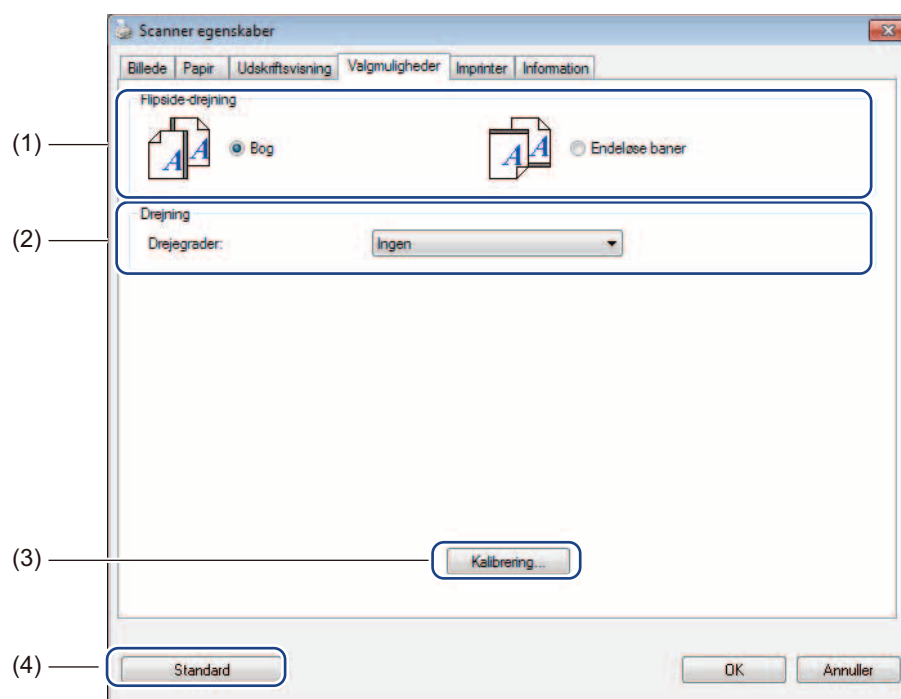 Scanner egenskaber
Billede Papir Udskriftsvisning Valgmuligheder Imprinter Information
Flipside-drejning
(1)
A A Bog A A Endeløse baner
Drejning
(2)
Drejegrader: Ingen
(3)
Kalibrering...
(4)
Standard OK Annuller